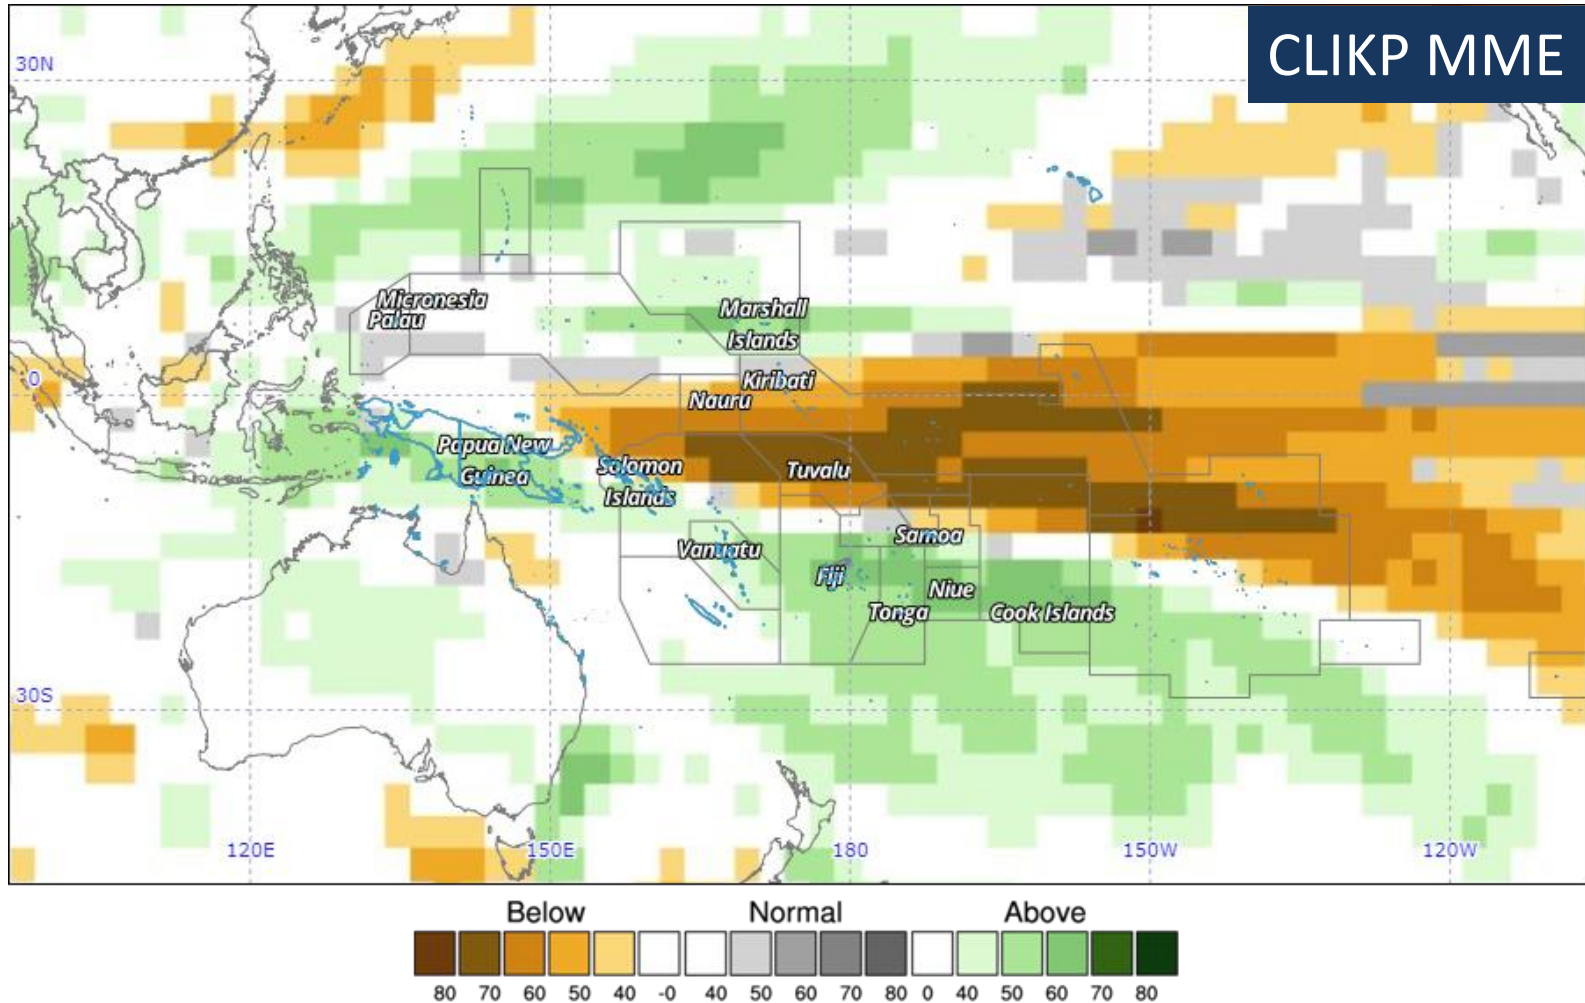 CLIKP MME
30N
Micronesia
Palau
Marshall
Islands
0
Kiribati
Nauru
Papua New
Guinea
Solomon
Islands
Tuvalu
Samoa
Vanuatu
Fiji
Niue
Tonga
Cook Islands
30S
120E 150E 180 150W 120W
Below Normal Above
80 70 60 50 40 -0 40 50 60 70 80 0 40 50 60 70 80